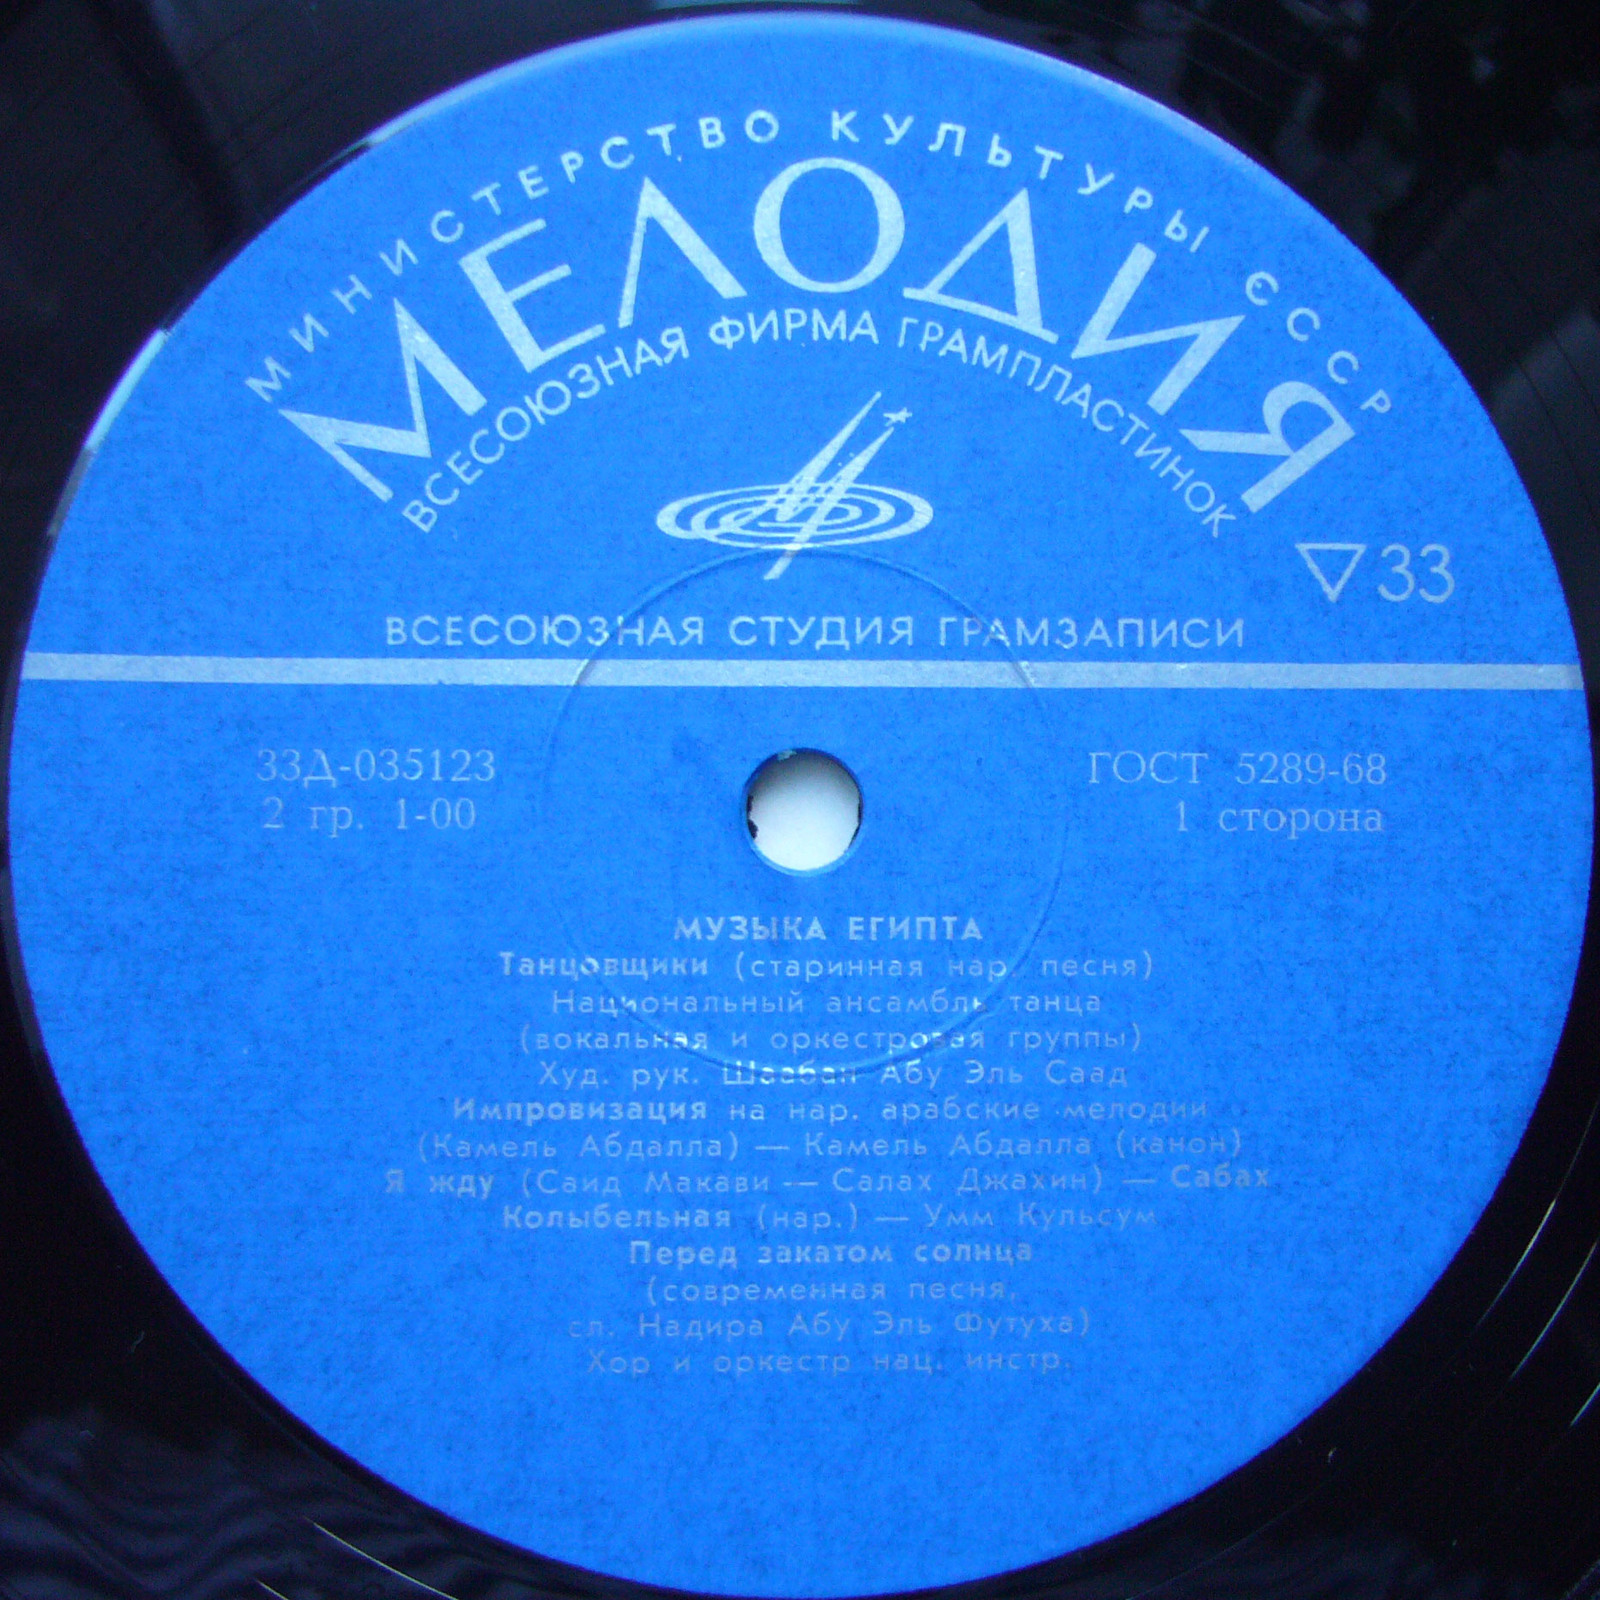 МИНИСТЕРСТВО КУЛЬТУРЫ СССР
МЕЛОДИЯ
ВСЕСОЮЗНАЯ ФИРМА ГРАМПЛАСТИНОК
33
ВСЕСОЮЗНАЯ СТУДИЯ ГРАМЗАПИСИ
33Д-035123
ГОСТ 5289-68
2 гр. 1-00
1 сторона
МУЗЫКА ЕГИПТА
Танцовщики (старинная нар. песня)
Национальный ансамбль танца
(вокальная и оркестровая группы)
Худ. рук. Шаабан Абу Эль Саад
Импровизация на нар. арабские мелодии
(Камель Абдалла) — Камель Абдалла (канон)
Я жду (Саид Макави — Салах Джахин) — Сабах
Колыбельная (нар.) — Умм Кульсум
Перед закатом солнца
(современная песня,
сл. Надира Абу Эль Футуха)
Хор и оркестр нац. инстр.